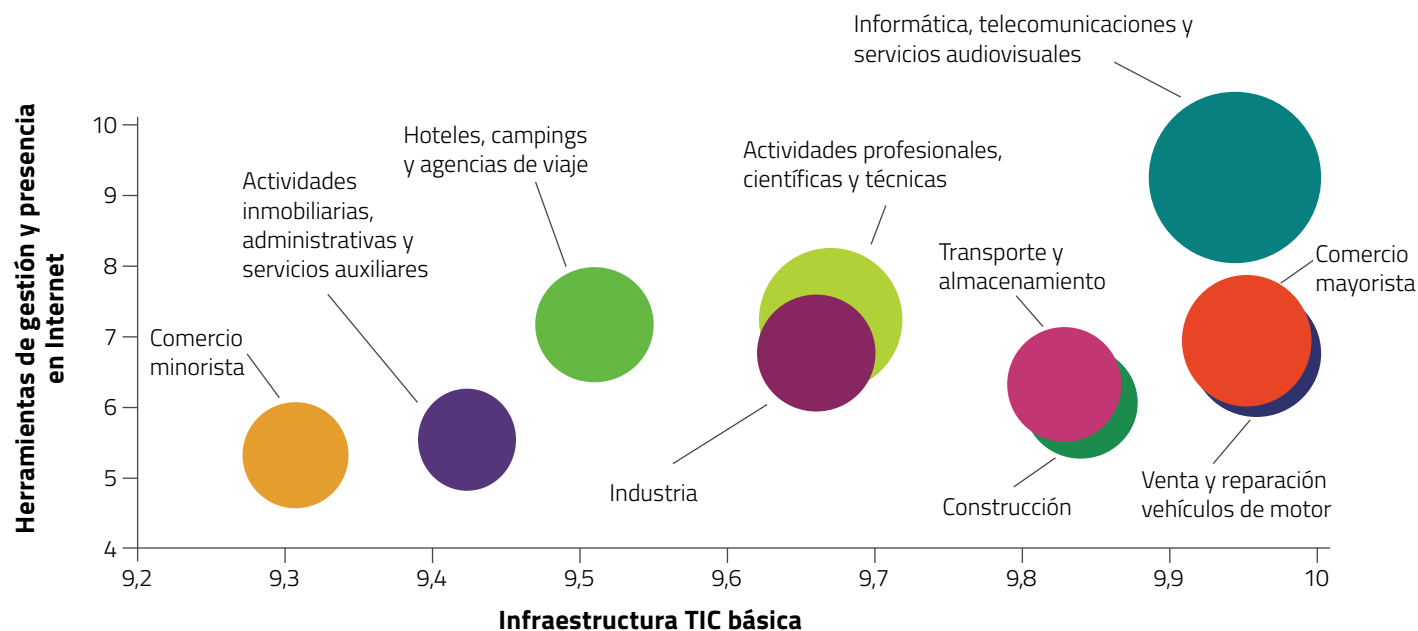 Informática, telecomunicaciones y
servicios audiovisuales
Herramientas de gestión y presencia
en Internet
10
9
8
7
6
5
4
Hoteles, campings
y agencias de viaje
Actividades profesionales,
científicas y técnicas
Actividades
inmobiliarias,
administrativas y
servicios auxiliares
Transporte y
almacenamiento
Comercio
mayorista
Comercio
minorista
Industria
Construcción
Venta y reparación
vehículos de motor
9,2
9,3
9,4
9,5
9,6
9,7
9,8
9,9
10
Infraestructura TIC básica